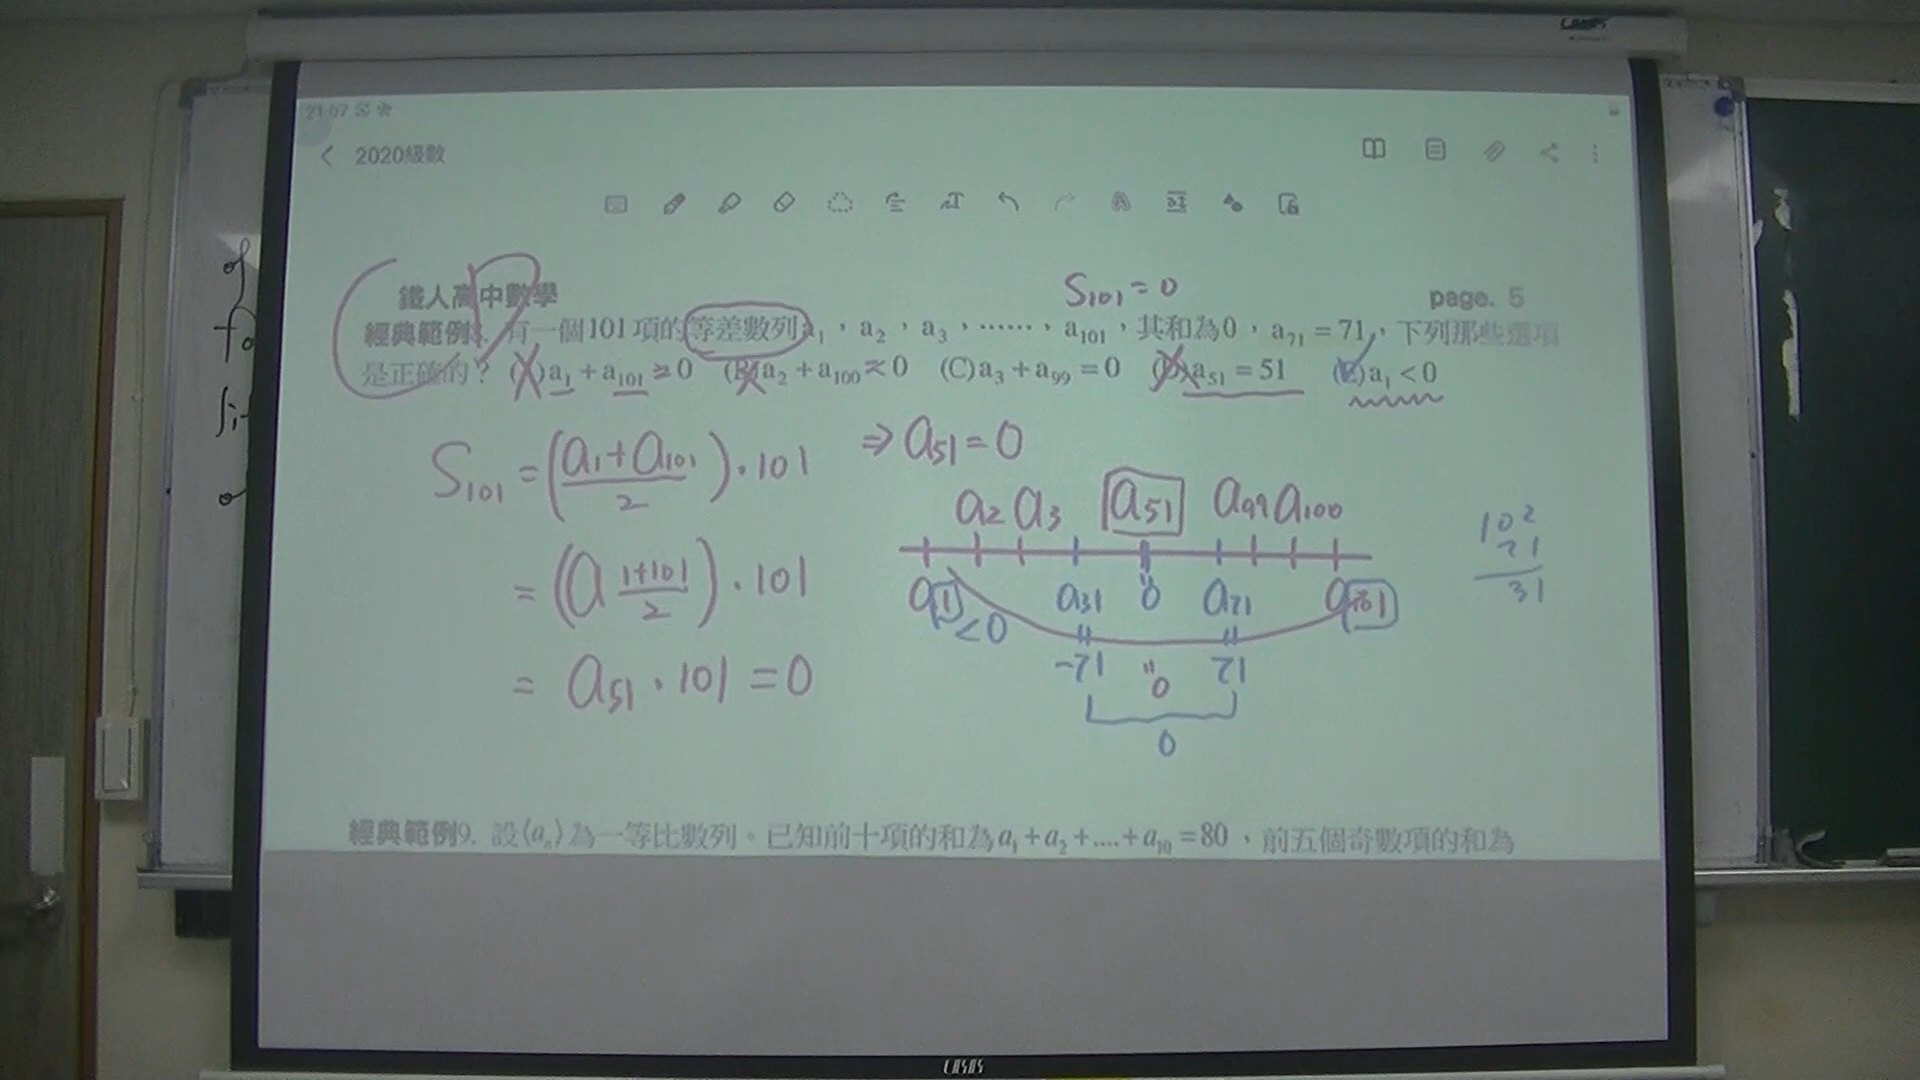 21:07
2020級數
鐵人高中數學
S101 = 0
page. 5
經典範例8. 有一個101項的等差數列a1，a2，a3，……，a101，其和為0，a71 = 71，下列那些選項
是正確的？( )a1 + a101 > 0 (B)a2 + a100 < 0 (C)a3 + a99 = 0 (D)a51 = 51 (E)a1 < 0
S101 = ((a1 + a101)/2) · 101 ⇒ a51 = 0
a2 a3 a51 a99 a100
= (a (1+101)/2) · 101
a1 < 0 a31 0 a71 a101
-71 0 71
0
102
71
31
= a51 · 101 = 0
經典範例9. 設⟨an⟩為一等比數列。已知前十項的和為a1 + a2 + .... + a10 = 80，前五個奇數項的和為